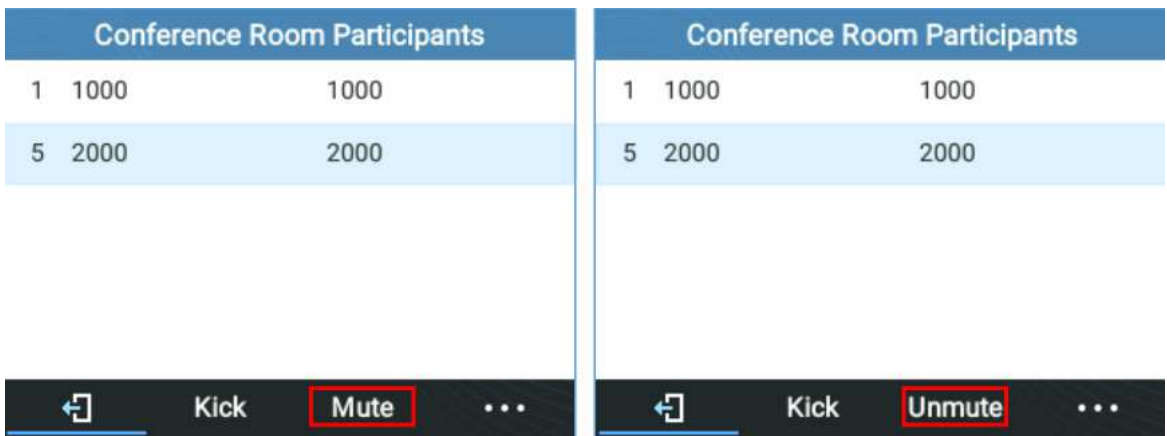 Conference Room Participants
1 1000 1000
5 2000 2000
Kick Mute ...
Conference Room Participants
1 1000 1000
5 2000 2000
Kick Unmute ...